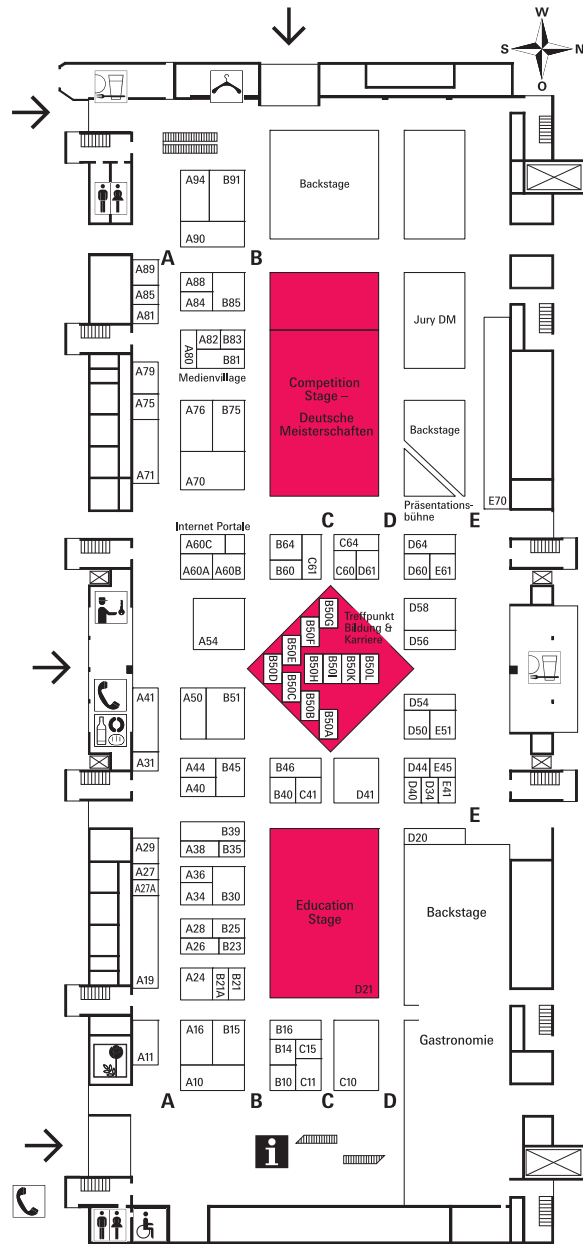 W
S
N
O
A94
B91
Backstage
A90
A
B
A89
A88
A85
A84
B85
A81
Jury DM
A82
B83
A80
B81
Medienvillage
A79
Competition
Stage –
Deutsche
Meisterschaften
A75
A76
B75
Backstage
A71
A70
E70
Präsentations-
bühne
C
D
E
Internet Portale
A60C
B64
C61
C64
D64
A60A
A60B
B60
C60
D61
D60
E61
A54
Treffpunkt
Bildung &
Karriere
D58
D56
B50G
B50F
B50E
B50D
B50H
B50I
B50K
B50L
B50C
B50B
B50A
A41
A50
B51
D54
D50
E51
A31
A44
B45
B46
D44
E45
A40
B40
C41
D41
D40
D34
E41
E
A29
B39
A38
B35
D20
A27
A27A
A36
A34
B30
Education
Stage
Backstage
A28
B25
A26
B23
A19
A24
B21A
B21
D21
A11
A16
B15
B16
Gastronomie
B14
C15
A10
B10
C11
C10
A
B
C
D
i